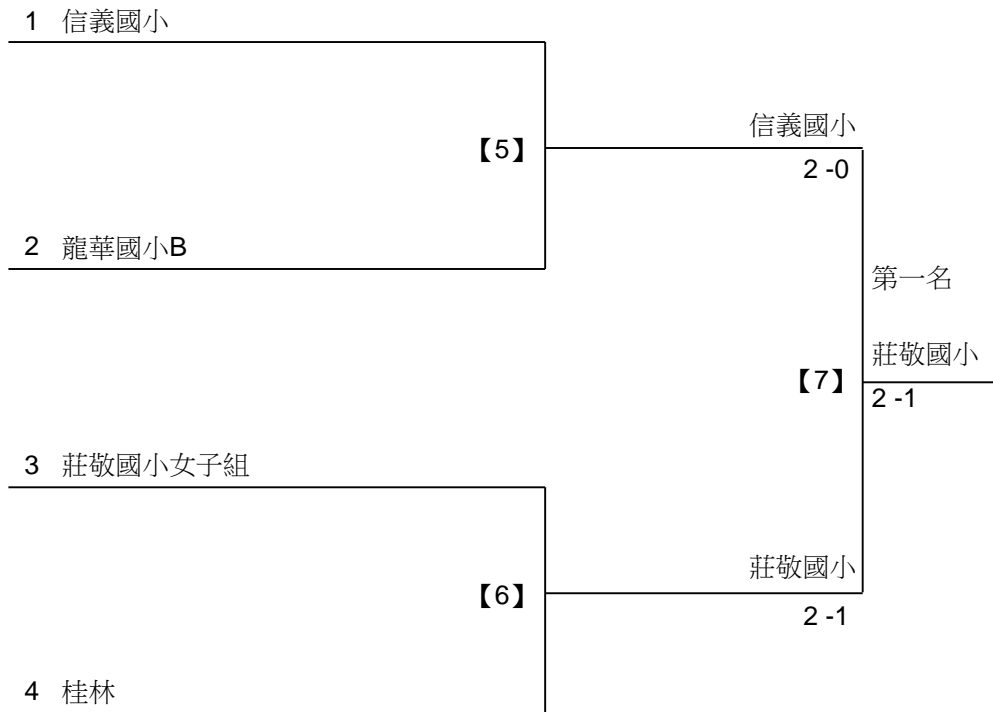 1 信義國小
信義國小
【5】
2 -0
2 龍華國小B
第一名
莊敬國小
【7】
2 -1
3 莊敬國小女子組
莊敬國小
【6】
2 -1
4 桂林